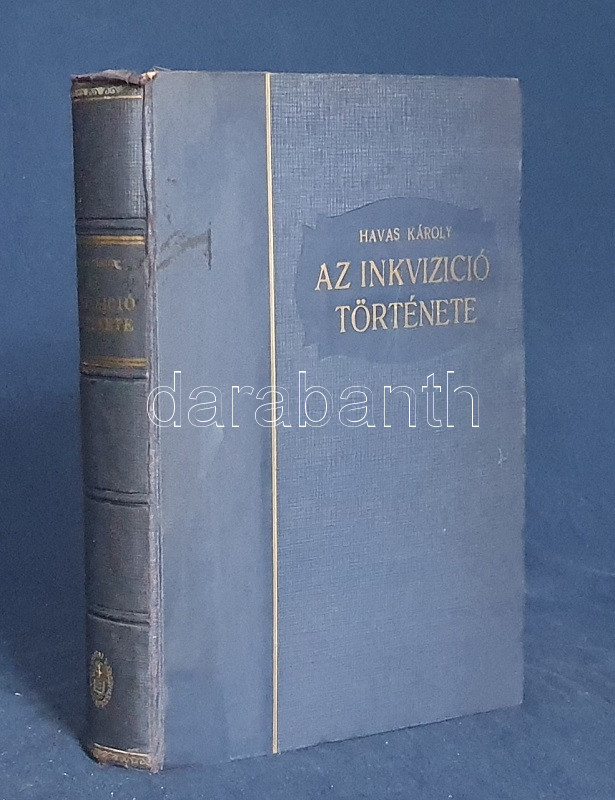 HAVAS KÁROLY
AZ INKVIZICIÓ
TÖRTÉNETE
darabanth